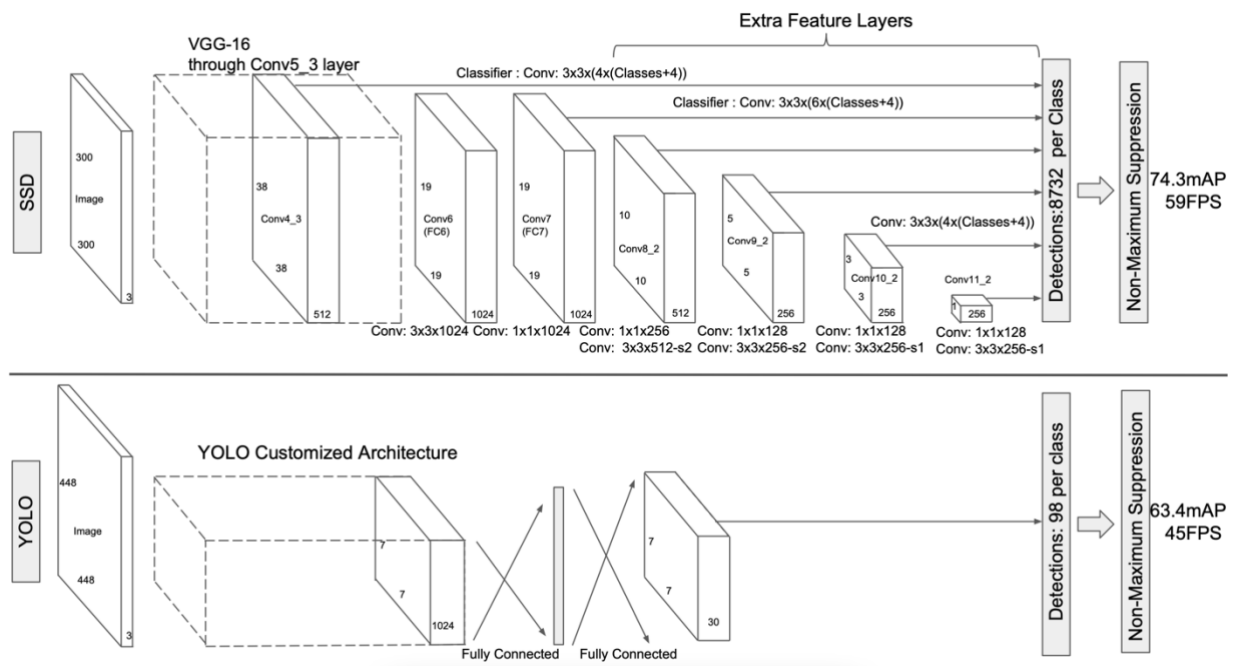 Extra Feature Layers
VGG-16
through Conv5_3 layer
Classifier : Conv: 3x3x(4x(Classes+4))
Classifier : Conv: 3x3x(6x(Classes+4))
SSD
300
Image
300
3
38
Conv4_3
38
512
19
Conv6
(FC6)
19
1024
19
Conv7
(FC7)
19
1024
10
Conv8_2
10
512
5
Conv9_2
5
256
Conv: 3x3x(4x(Classes+4))
3
Conv10_2
3
256
Conv11_2
1
256
Conv: 3x3x1024
Conv: 1x1x1024
Conv: 1x1x256
Conv: 3x3x512-s2
Conv: 1x1x128
Conv: 3x3x256-s2
Conv: 1x1x128
Conv: 3x3x256-s1
Conv: 1x1x128
Conv: 3x3x256-s1
Detections:8732 per Class
Non-Maximum Suppression
74.3mAP
59FPS
YOLO
448
Image
448
3
YOLO Customized Architecture
7
7
1024
Fully Connected
Fully Connected
7
7
30
Detections: 98 per class
Non-Maximum Suppression
63.4mAP
45FPS